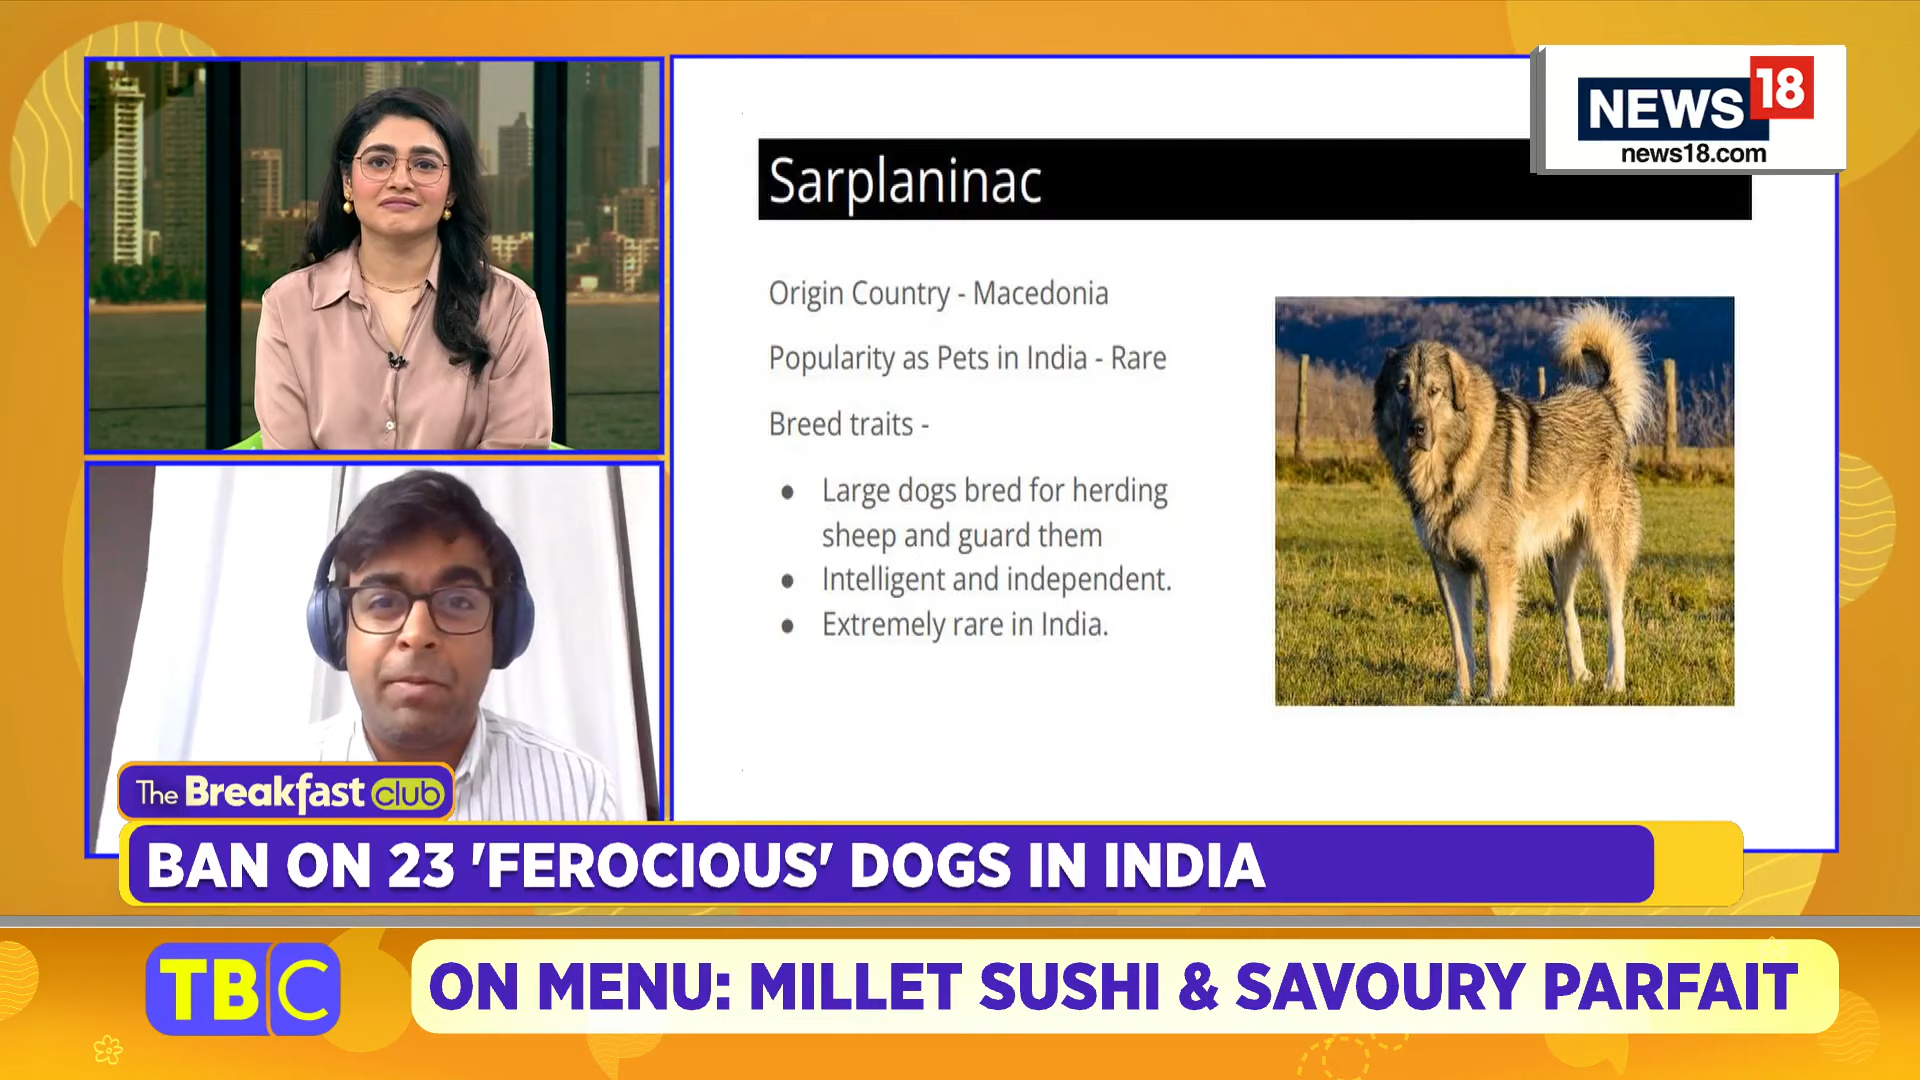 NEWS 18
news18.com
Sarplaninac
Origin Country - Macedonia
Popularity as Pets in India - Rare
Breed traits -
● Large dogs bred for herding
sheep and guard them
● Intelligent and independent.
● Extremely rare in India.
The Breakfast club
BAN ON 23 'FEROCIOUS' DOGS IN INDIA
TBC
ON MENU: MILLET SUSHI & SAVOURY PARFAIT